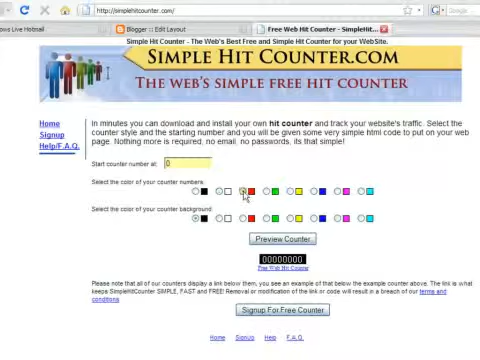 http://simplehitcounter.com/
Google
ows Live Hotmail
Blogger :: Edit Layout
Free Web Hit Counter - SimpleHit...
Simple Hit Counter - The Web's Best Free and Simple Hit Counter for your WebSite.
SIMPLE HIT COUNTER.COM
THE WEB'S SIMPLE FREE HIT COUNTER
Home
Signup
Help/F.A.Q.
In minutes you can download and install your own hit counter and track your website's traffic. Select the
counter style and the starting number and you will be given some very simple html code to put on your web
page. Nothing more is required, no email, no passwords, its that simple!
Start counter number at: 0
Select the color of your counter numbers:
Select the color of your counter background:
Preview Counter
00000000
Free Web Hit Counter
Please note that all of our counters display a link below them, you see an example of that below the example counter above. The link is what
keeps SimpleHitCounter SIMPLE, FAST and FREE! Removal or modification of the link or code will result in a breach of our terms and
conditions
Signup For Free Counter
Home Signup Help F.A.Q.